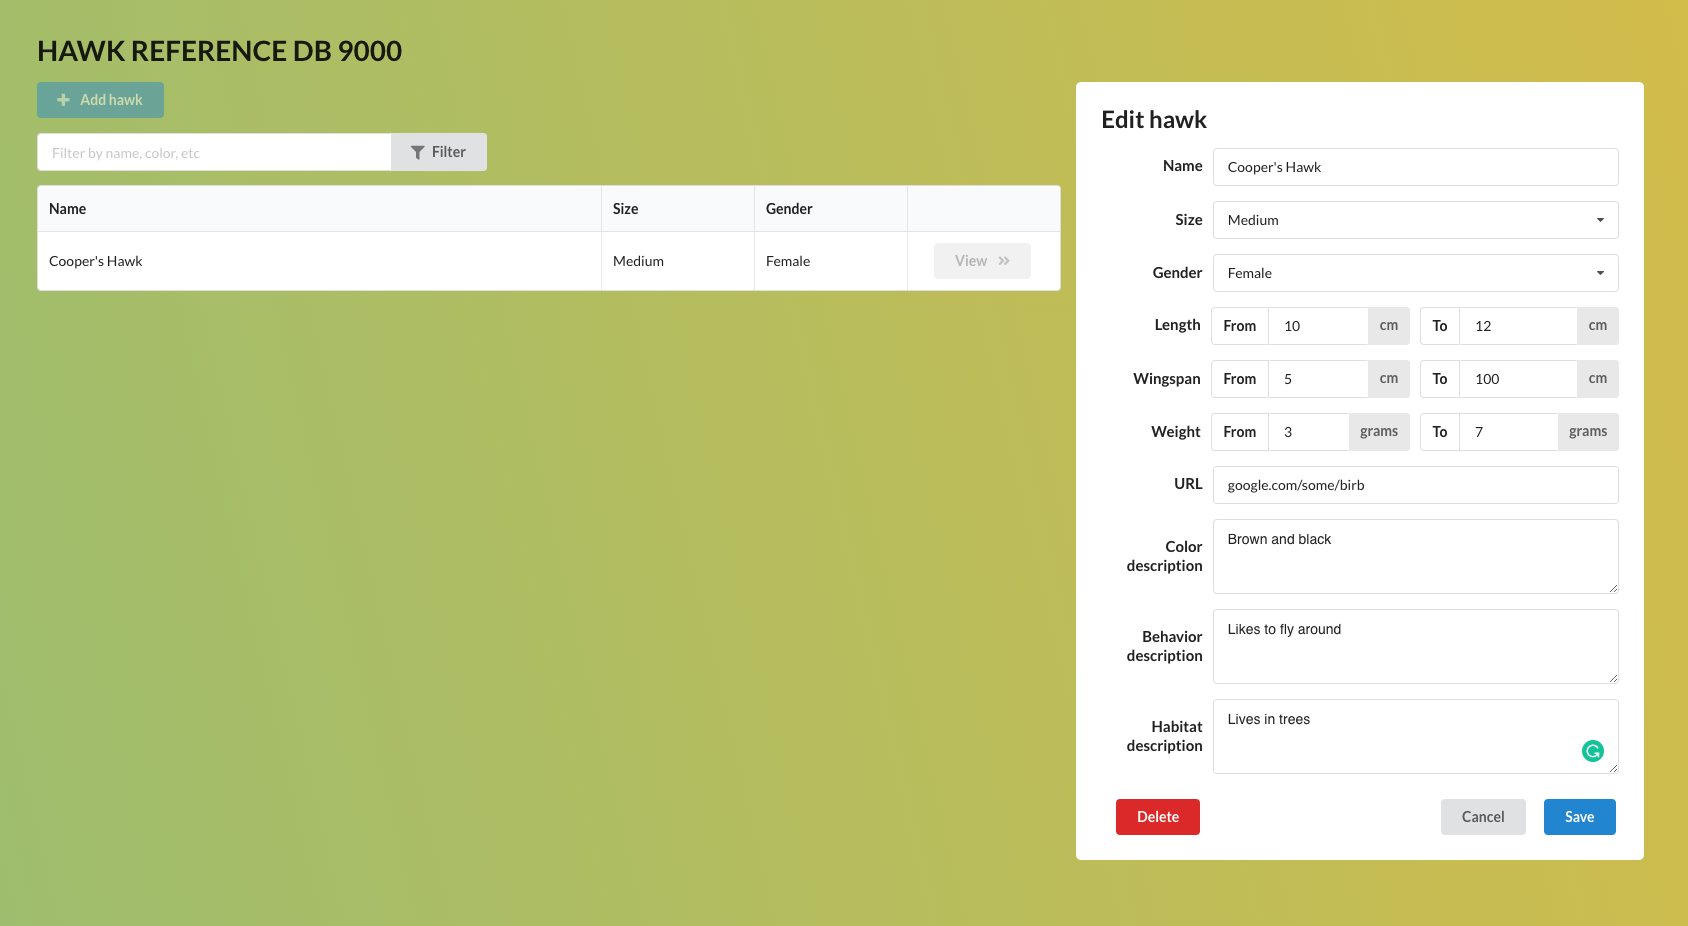 HAWK REFERENCE DB 9000
Add hawk
Filter by name, color, etc
Filter
Name Size Gender
Cooper's Hawk Medium Female View
Edit hawk
Name Cooper's Hawk
Size Medium
Gender Female
Length From 10 cm To 12 cm
Wingspan From 5 cm To 100 cm
Weight From 3 grams To 7 grams
URL google.com/some/birb
Color
description
Brown and black
Behavior
description
Likes to fly around
Habitat
description
Lives in trees
Delete Cancel Save